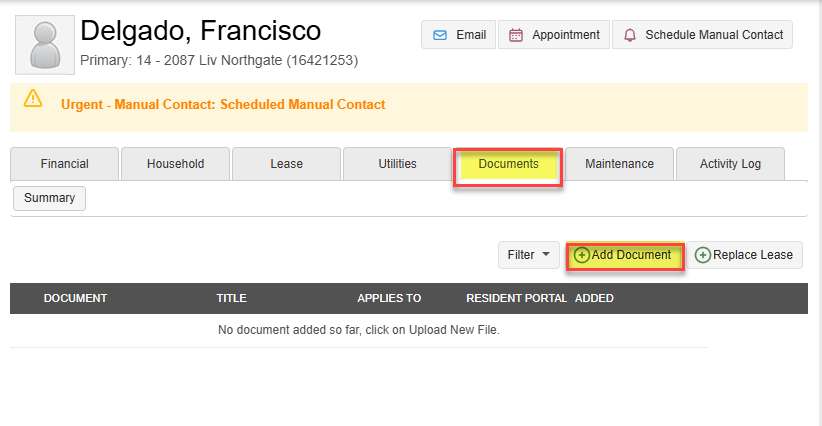 Delgado, Francisco
Email
Appointment
Schedule Manual Contact
Primary: 14 - 2087 Liv Northgate (16421253)
Urgent - Manual Contact: Scheduled Manual Contact
Financial
Household
Lease
Utilities
Documents
Maintenance
Activity Log
Summary
Filter
Add Document
Replace Lease
DOCUMENT TITLE APPLIES TO RESIDENT PORTAL ADDED
No document added so far, click on Upload New File.